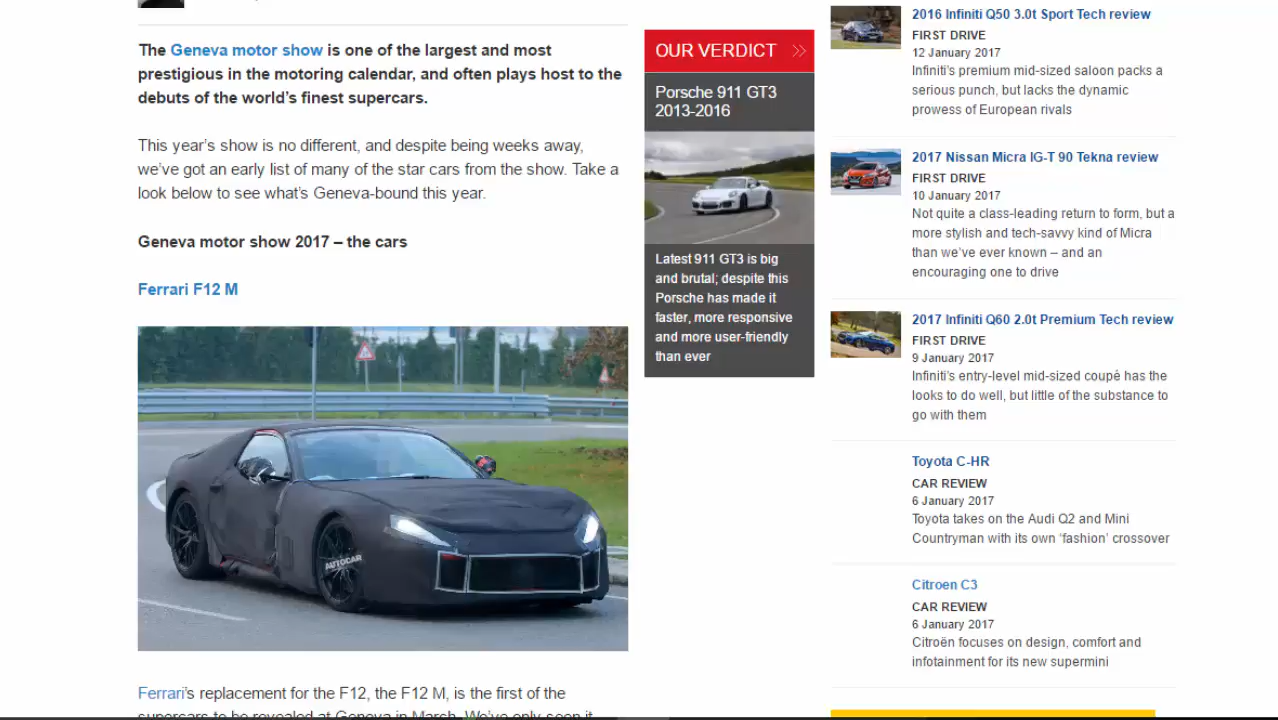 The Geneva motor show is one of the largest and most
prestigious in the motoring calendar, and often plays host to the
debuts of the world's finest supercars.
This year's show is no different, and despite being weeks away,
we've got an early list of many of the star cars from the show. Take a
look below to see what's Geneva-bound this year.
Geneva motor show 2017 – the cars
Ferrari F12 M
AUTOCAR
Ferrari's replacement for the F12, the F12 M, is the first of the
supercars to be revealed at Geneva in March. We've only seen it
OUR VERDICT
Porsche 911 GT3
2013-2016
Latest 911 GT3 is big
and brutal; despite this
Porsche has made it
faster, more responsive
and more user-friendly
than ever
2016 Infiniti Q50 3.0t Sport Tech review
FIRST DRIVE
12 January 2017
Infiniti's premium mid-sized saloon packs a
serious punch, but lacks the dynamic
prowess of European rivals
2017 Nissan Micra IG-T 90 Tekna review
FIRST DRIVE
10 January 2017
Not quite a class-leading return to form, but a
more stylish and tech-savvy kind of Micra
than we've ever known – and an
encouraging one to drive
2017 Infiniti Q60 2.0t Premium Tech review
FIRST DRIVE
9 January 2017
Infiniti's entry-level mid-sized coupé has the
looks to do well, but little of the substance to
go with them
Toyota C-HR
CAR REVIEW
6 January 2017
Toyota takes on the Audi Q2 and Mini
Countryman with its own 'fashion' crossover
Citroen C3
CAR REVIEW
6 January 2017
Citroën focuses on design, comfort and
infotainment for its new supermini